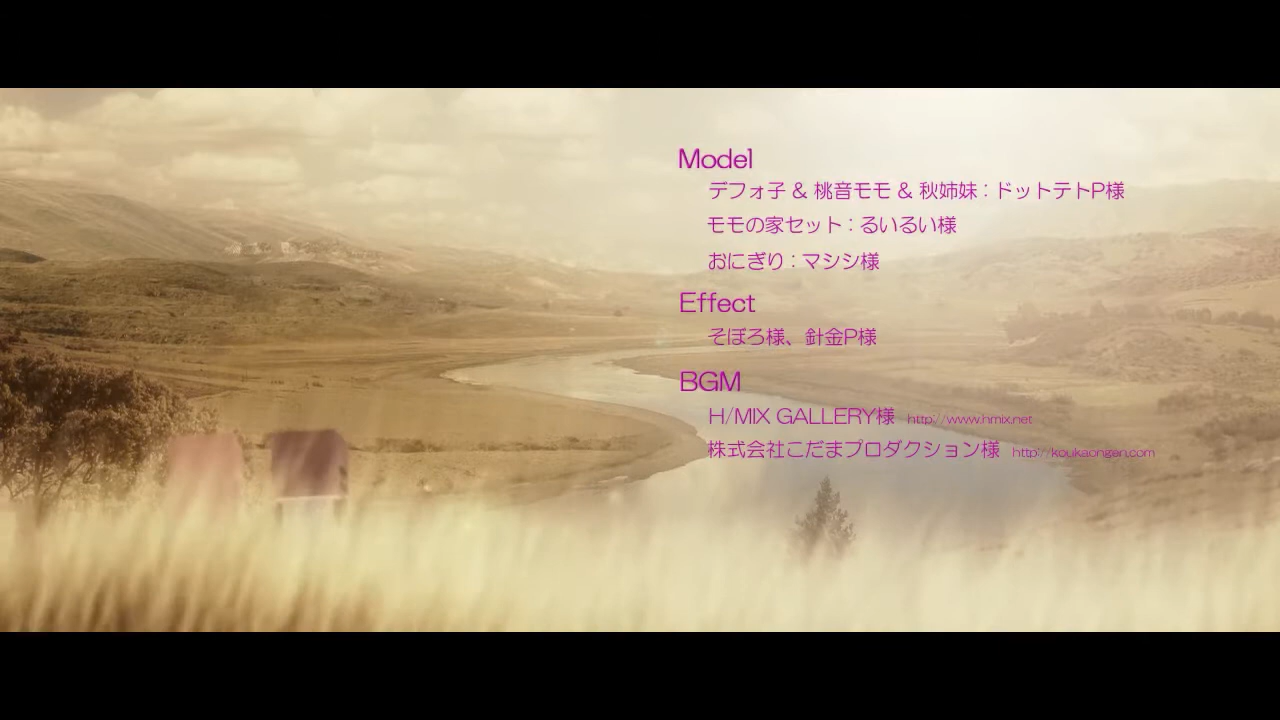 Model
デフォ子 & 桃音モモ & 秋姉妹 : ドットテトP様
モモの家セット : るいるい様
おにぎり : マシシ様
Effect
そぼろ様、針金P様
BGM
H/MIX GALLERY様 http://www.hmix.net
株式会社こだまプロダクション様 http://koukaongen.com